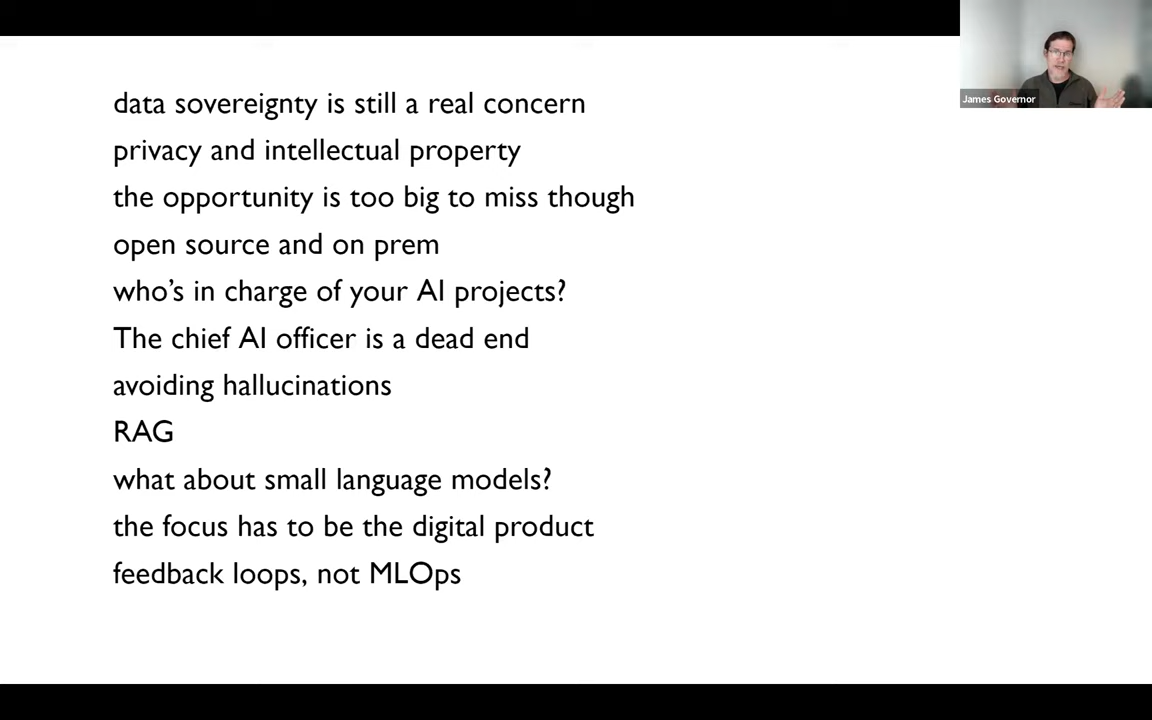 data sovereignty is still a real concern
privacy and intellectual property
the opportunity is too big to miss though
open source and on prem
who’s in charge of your AI projects?
The chief AI officer is a dead end
avoiding hallucinations
RAG
what about small language models?
the focus has to be the digital product
feedback loops, not MLOps
James Governor